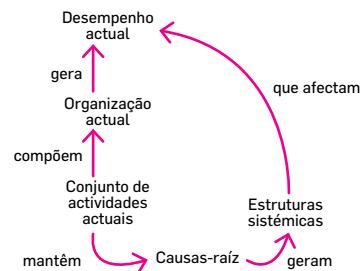 Desempenho
actual
gera
que afectam
Organização
actual
compõem
Conjunto de
actividades
actuais
Estruturas
sistémicas
mantêm
Causas-raíz
geram